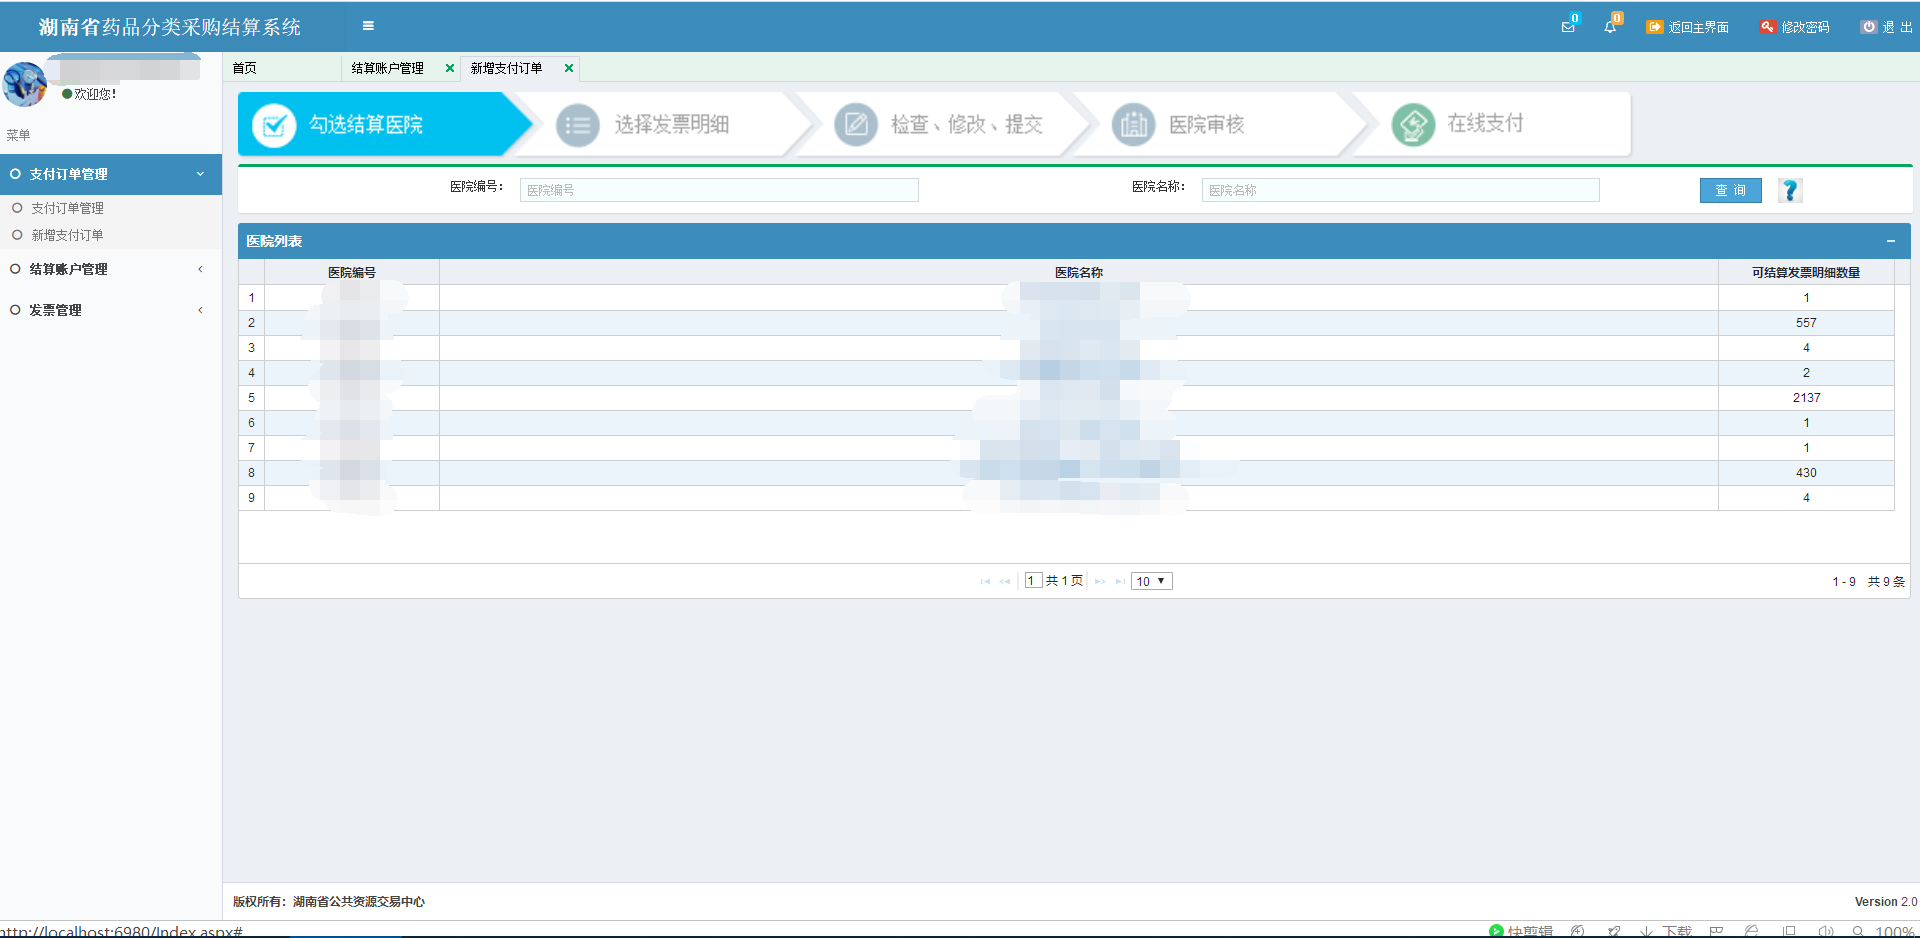 湖南省药品分类采购结算系统
0
0
返回主界面
修改密码
退 出
欢迎您!
菜单
支付订单管理
支付订单管理
新增支付订单
结算账户管理
发票管理
首页
结算账户管理
新增支付订单
勾选结算医院
选择发票明细
检查、修改、提交
医院审核
在线支付
医院编号：
医院编号
医院名称：
医院名称
查 询
?
医院列表
医院编号 医院名称 可结算发票明细数量
1 1
2 557
3 4
4 2
5 2137
6 1
7 1
8 430
9 4
1 共 1 页 10
1 - 9 共 9 条
版权所有：湖南省公共资源交易中心
Version 2.0
http://localhost:6980/Index.aspx#
快剪辑
下载
100%